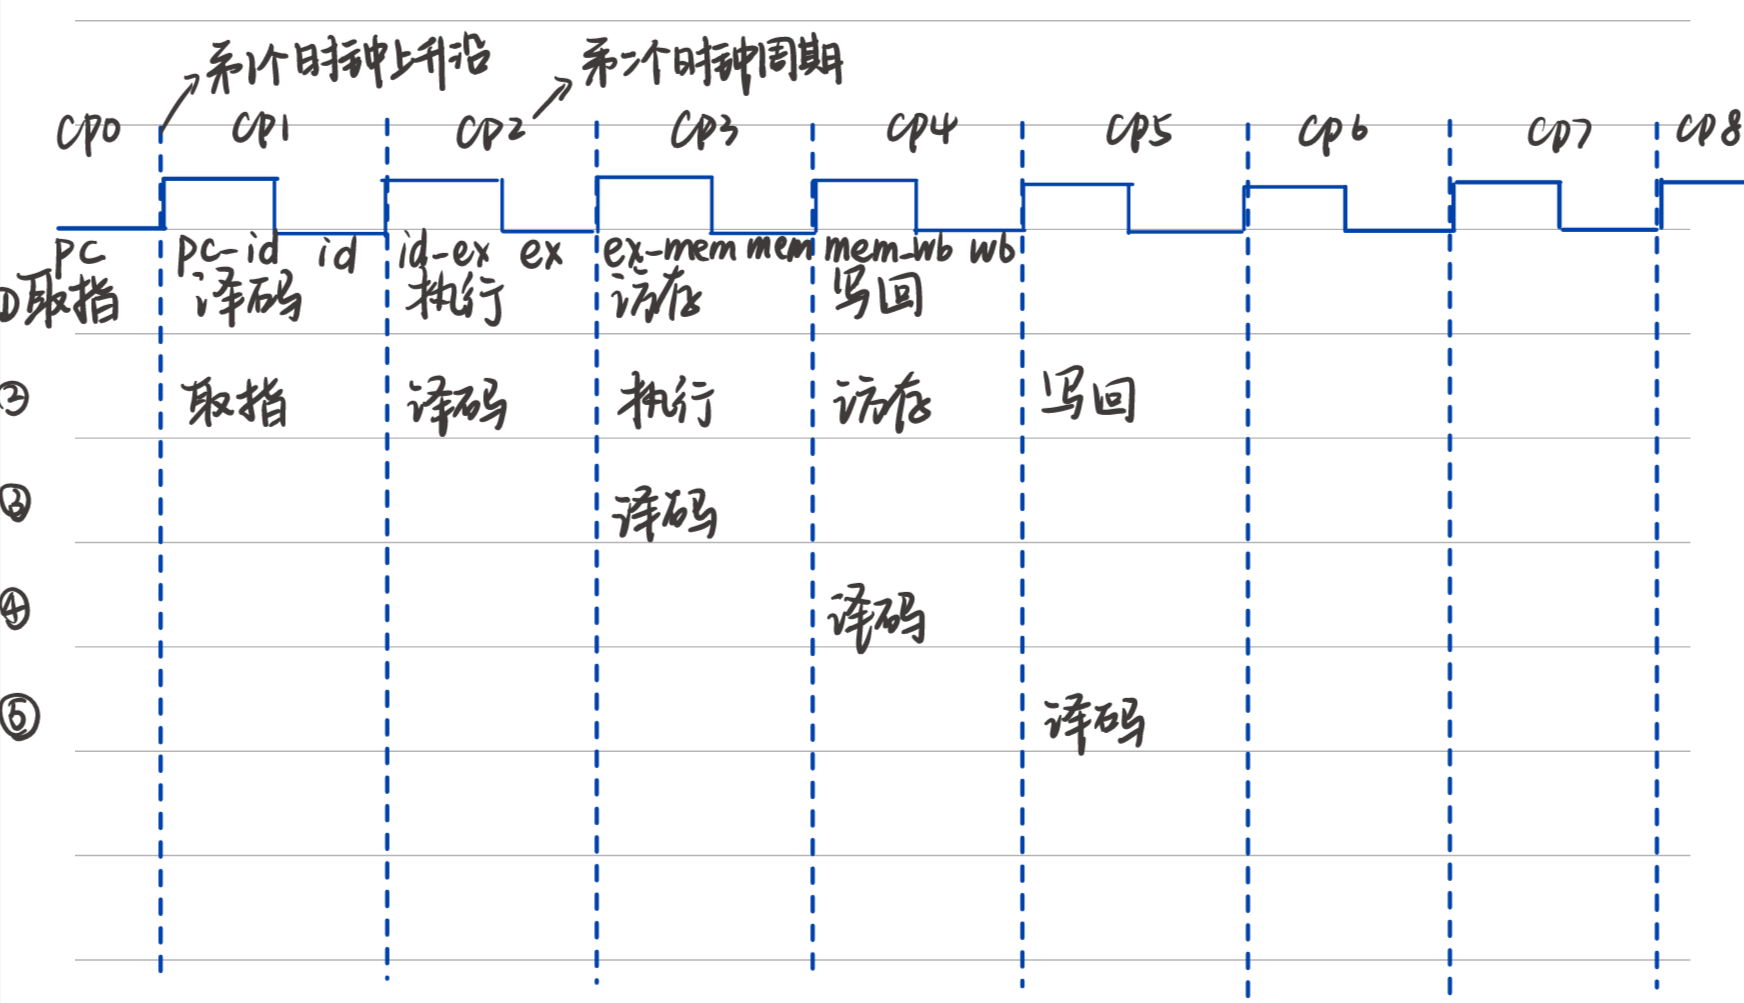 第1个时钟上升沿 第二个时钟周期
CP0 CP1 CP2 CP3 CP4 CP5 CP6 CP7 CP8
pc pc-id id id-ex ex ex-mem mem mem-wb wb
①取指 译码 执行 访存 写回
② 取指 译码 执行 访存 写回
③ 译码
④ 译码
⑤ 译码